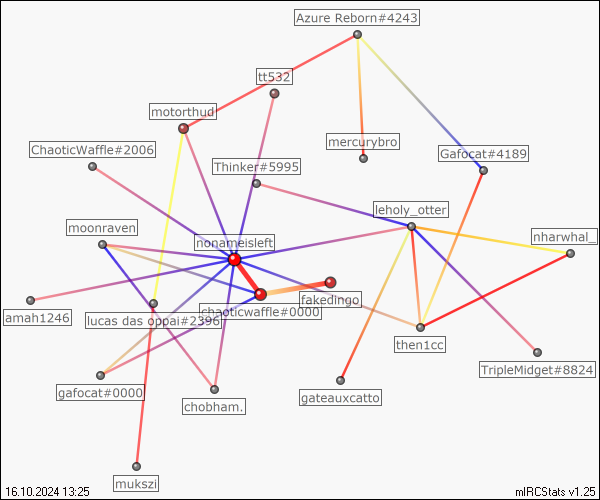 Azure Reborn#4243
tt532
motorthud
mercurybro
ChaoticWaffle#2006
Gafocat#4189
Thinker#5995
leholy_otter
moonraven
nharwhal_
nonameisleft
fakedingo
chaoticwaffle#0000
amah1246
lucas das oppai#2396
then1cc
TripleMidget#8824
gafocat#0000
gateauxcatto
chobham.
mukszi
16.10.2024 13:25
mIRCStats v1.25